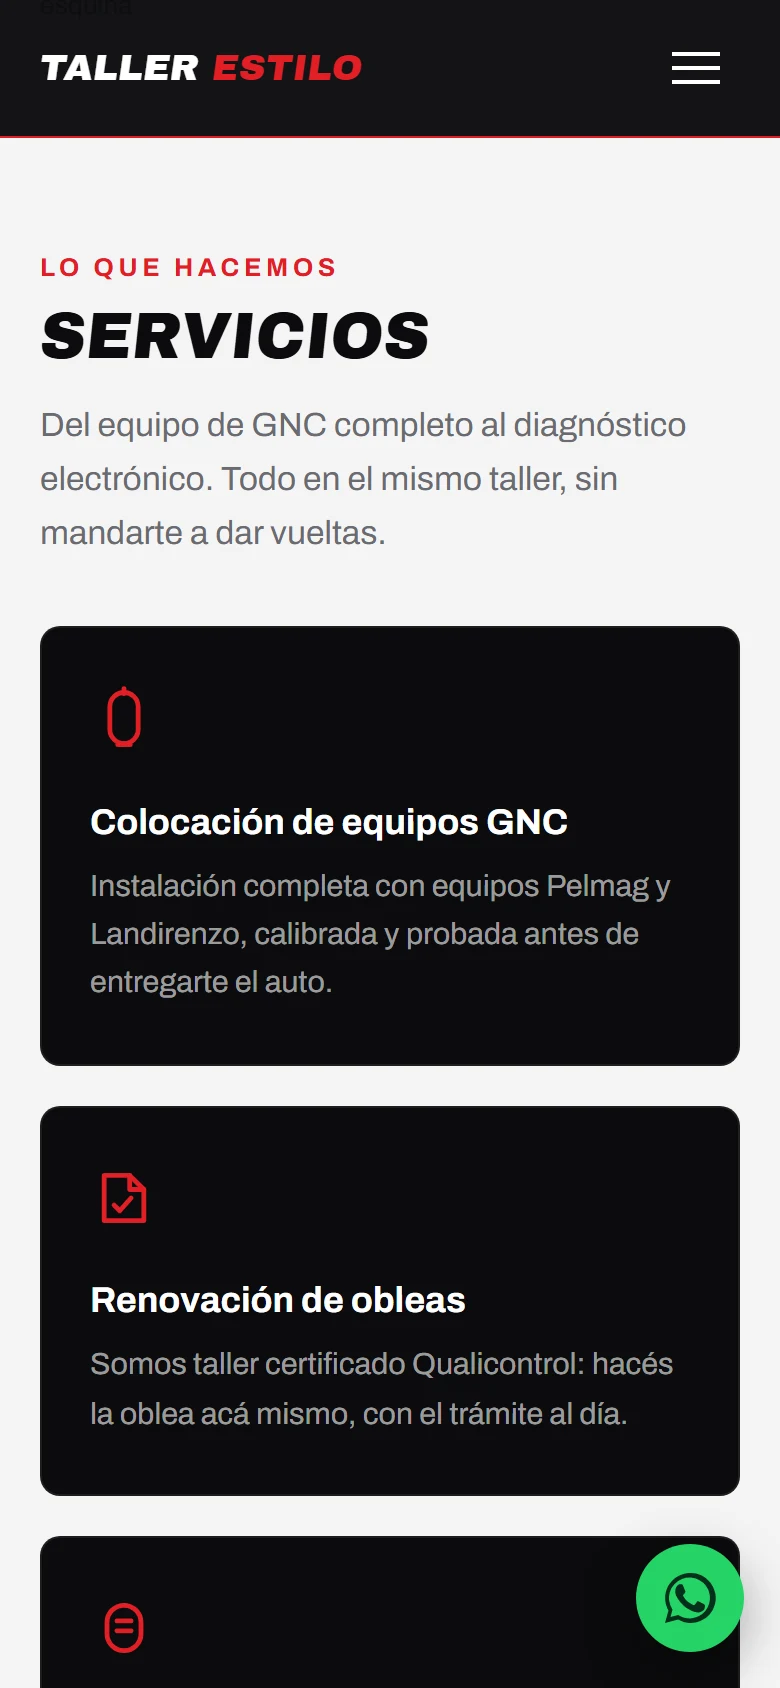 esquina
TALLER ESTILO
LO QUE HACEMOS
SERVICIOS
Del equipo de GNC completo al diagnóstico
electrónico. Todo en el mismo taller, sin
mandarte a dar vueltas.
Colocación de equipos GNC
Instalación completa con equipos Pelmag y
Landirenzo, calibrada y probada antes de
entregarte el auto.
Renovación de obleas
Somos taller certificado Qualicontrol: hacés
la oblea acá mismo, con el trámite al día.